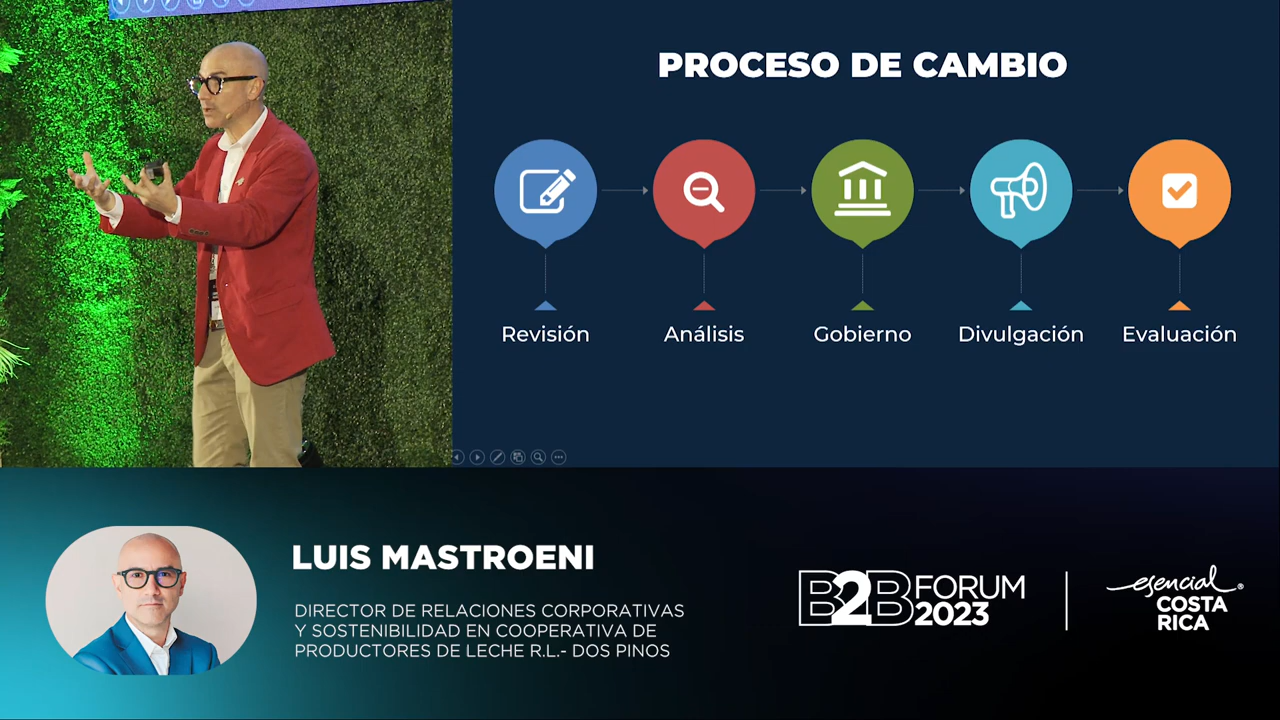 PROCESO DE CAMBIO
Revisión
Análisis
Gobierno
Divulgación
Evaluación
LUIS MASTROENI
DIRECTOR DE RELACIONES CORPORATIVAS
Y SOSTENIBILIDAD EN COOPERATIVA DE
PRODUCTORES DE LECHE R.L.- DOS PINOS
B2B FORUM
2023
esencial
COSTA
RICA